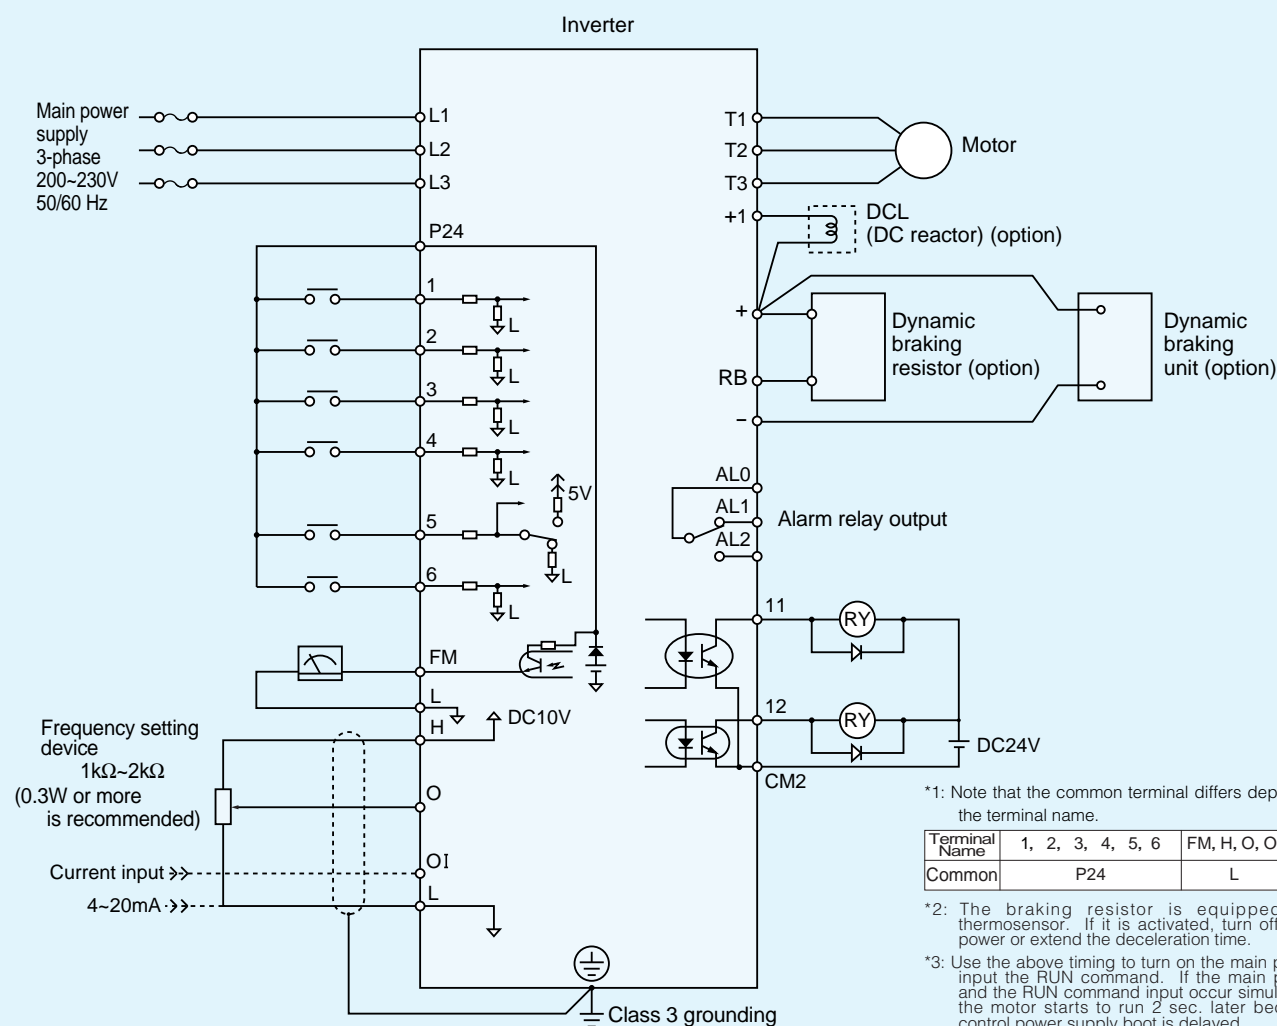 Inverter
Main power
supply
3-phase
200~230V
50/60 Hz
L1
L2
L3
P24
1
L
2
L
3
L
4
L
5V
5
L
6
L
FM
L
H
DC10V
Frequency setting
device
1kΩ~2kΩ
(0.3W or more
is recommended)
O
Current input
OI
4~20mA
L
Class 3 grounding
T1
T2
T3
Motor
+1
DCL
(DC reactor) (option)
+
Dynamic
braking
resistor (option)
Dynamic
braking
unit (option)
RB
−
AL0
AL1
AL2
Alarm relay output
11
RY
12
RY
DC24V
CM2
*1: Note that the common terminal differs
the terminal name.
Terminal
Name
1, 2, 3, 4, 5, 6
FM, H, O,
Common
P24
L
*2: The braking resistor is
thermosensor. If it is activated, turn
power or extend the deceleration time.
*3: Use the above timing to turn on the main
input the RUN command. If the main
and the RUN command input occur
the motor starts to run 2 sec. later
control power supply boot is delayed